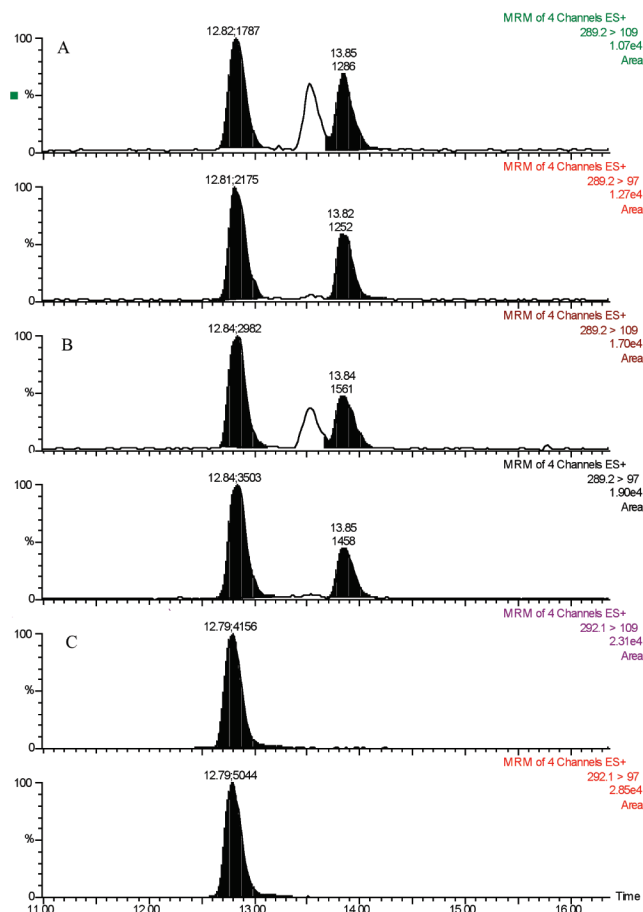 A
MRM of 4 Channels ES+
289.2 > 109
1.07e4
Area
12.82;1787
13.85
1286
100
%
0
MRM of 4 Channels ES+
289.2 > 97
1.27e4
Area
12.81;2175
13.82
1252
100
%
0
B
MRM of 4 Channels ES+
289.2 > 109
1.70e4
Area
12.84;2982
13.84
1561
100
%
0
MRM of 4 Channels ES+
289.2 > 97
1.90e4
Area
12.84;3503
13.85
1458
100
%
0
C
MRM of 4 Channels ES+
292.1 > 109
2.31e4
Area
12.79;4156
100
%
0
MRM of 4 Channels ES+
292.1 > 97
2.85e4
Area
12.79;5044
100
%
0
Time
11.00 12.00 13.00 14.00 15.00 16.00